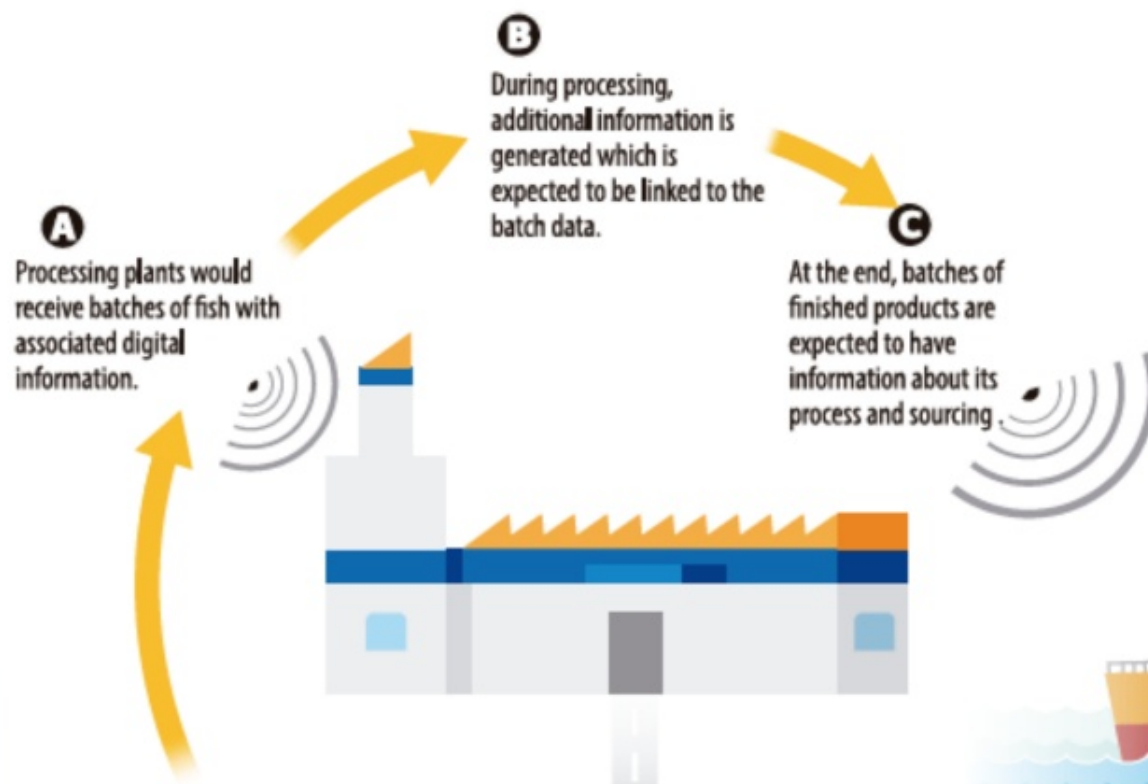 A
Processing plants would
receive batches of fish with
associated digital
information.
B
During processing,
additional information is
generated which is
expected to be linked to the
batch data.
C
At the end, batches of
finished products are
expected to have
information about its
process and sourcing .